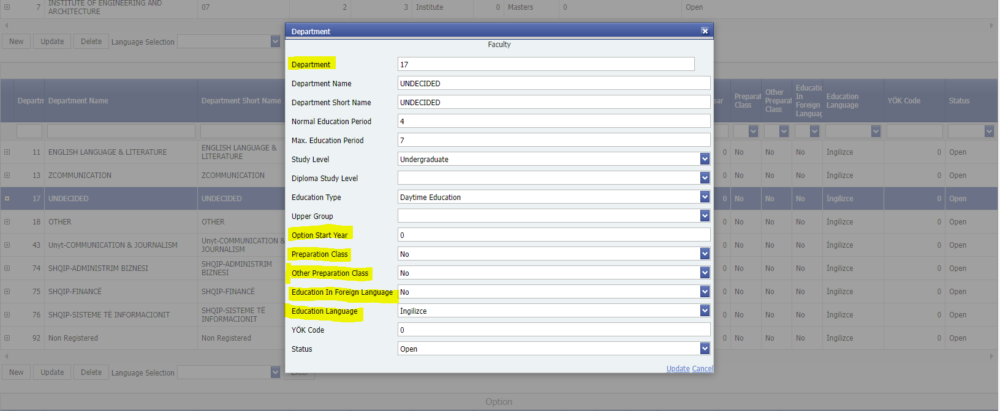 7 INSTITUTE OF ENGINEERING AND ARCHITECTURE 07 2 3 Institute 0 Masters 0 Open
New Update Delete Language Selection
Department
Faculty
Department 17
Department Name UNDECIDED
Department Short Name UNDECIDED
Normal Education Period 4
Max. Education Period 7
Study Level Undergraduate
Diploma Study Level
Education Type Daytime Education
Upper Group
Option Start Year 0
Preparation Class No
Other Preparation Class No
Education In Foreign Language No
Education Language İngilizce
YÖK Code 0
Status Open
Update Cancel
Departm Department Name Department Short Name ear Preparat Class Other Preparat Class Educatic In Foreign Languag Education Language YÖK Code Status
11 ENGLISH LANGUAGE & LITERATURE ENGLISH LANGUAGE & LITERATURE 0 No No No İngilizce 0 Open
13 ZCOMMUNICATION ZCOMMUNICATION 0 No No No İngilizce 0 Open
17 UNDECIDED UNDECIDED 0 No No No İngilizce 0 Open
18 OTHER OTHER 0 No No No İngilizce 0 Open
43 Unyt-COMMUNICATION & JOURNALISM Unyt-COMMUNICATION & JOURNALISM 0 No No No İngilizce 0 Open
74 SHQIP-ADMINISTRIM BIZNESI SHQIP-ADMINISTRIM BIZNESI 0 No No No İngilizce 0 Open
75 SHQIP-FINANCË SHQIP-FINANCË 0 No No No İngilizce 0 Open
76 SHQIP-SISTEME TË INFORMACIONIT SHQIP-SISTEME TË INFORMACIONIT 0 No No No İngilizce 0 Open
92 Non Registered Non Registered 0 No No No İngilizce 0 Open
New Update Delete Language Selection Excel
Option